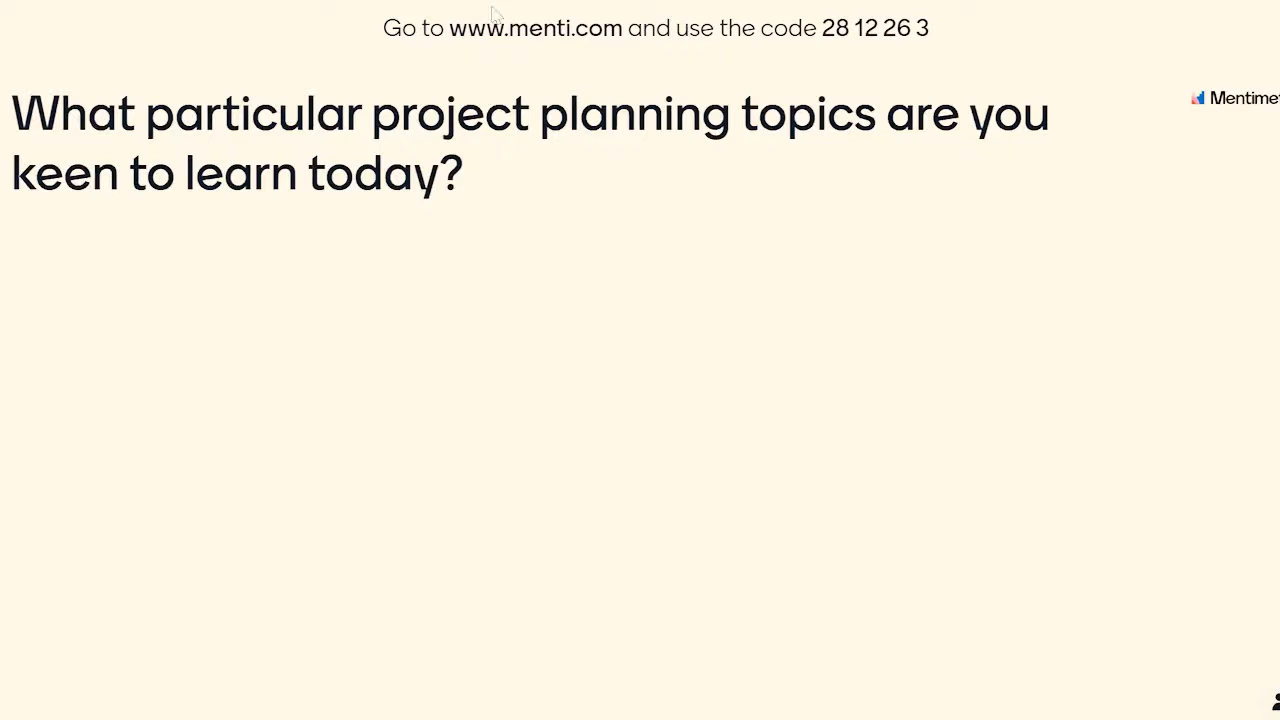 Go to www.menti.com and use the code 28 12 26 3
What particular project planning topics are you
keen to learn today?
Mentimet